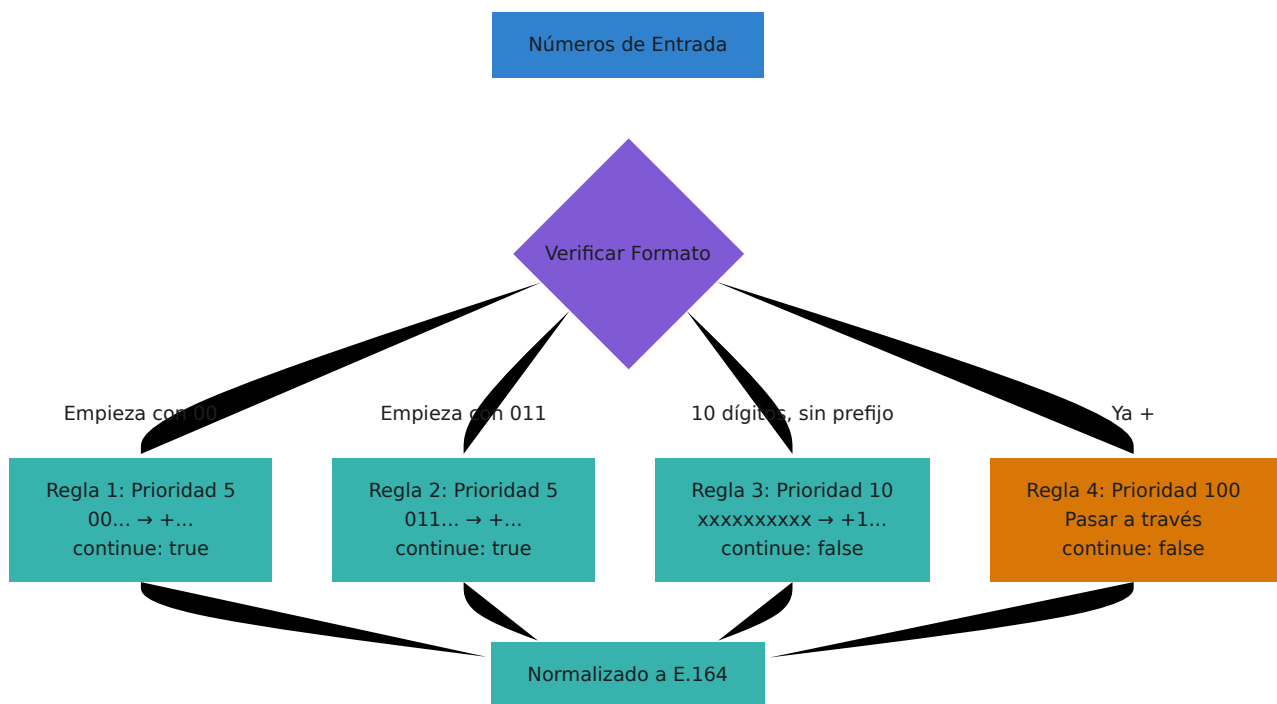 Números de Entrada
Verificar Formato
Empieza con 00
Empieza con 011
10 dígitos, sin prefijo
Ya +
Regla 1: Prioridad 5
00... → +...
continue: true
Regla 2: Prioridad 5
011... → +...
continue: true
Regla 3: Prioridad 10
xxxxxxxxxx → +1...
continue: false
Regla 4: Prioridad 100
Pasar a través
continue: false
Normalizado a E.164